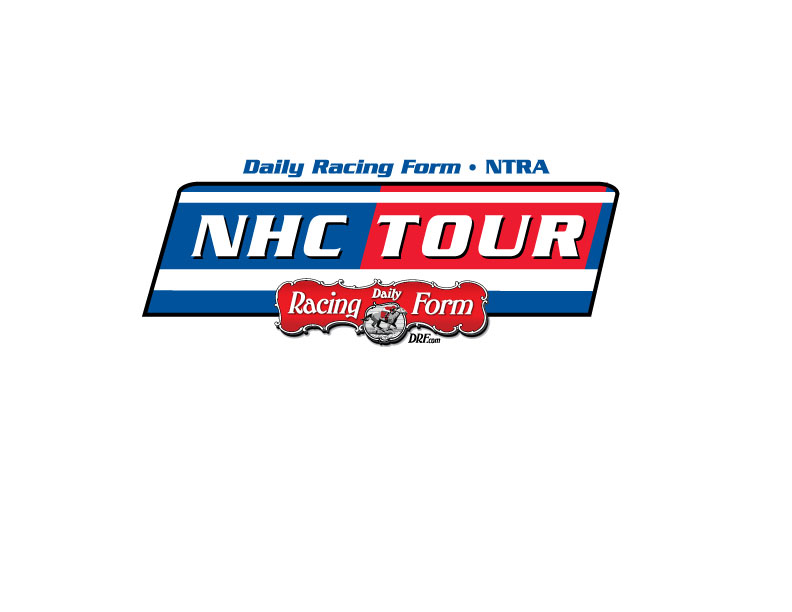 Daily Racing Form • NTRA
NHC TOUR
Racing Daily Form
DRF.com